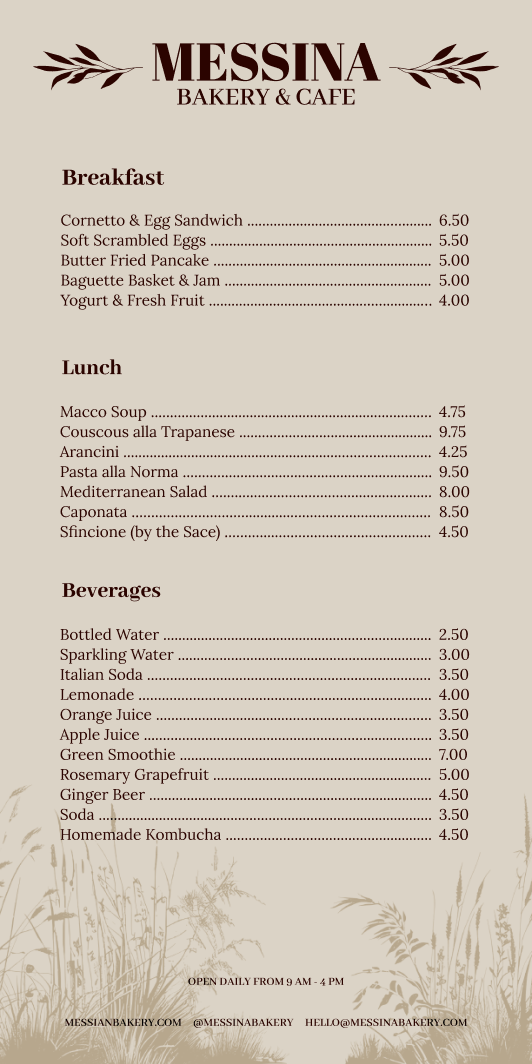 MESSINA
BAKERY & CAFE
Breakfast
Cornetto & Egg Sandwich ................................................ 6.50
Soft Scrambled Eggs .......................................................... 5.50
Butter Fried Pancake ......................................................... 5.00
Baguette Basket & Jam ...................................................... 5.00
Yogurt & Fresh Fruit .......................................................... 4.00
Lunch
Macco Soup .......................................................................... 4.75
Couscous alla Trapanese ................................................... 9.75
Arancini ................................................................................. 4.25
Pasta alla Norma ................................................................. 9.50
Mediterranean Salad .......................................................... 8.00
Caponata ............................................................................... 8.50
Sfincione (by the Sace) ...................................................... 4.50
Beverages
Bottled Water ...................................................................... 2.50
Sparkling Water .................................................................. 3.00
Italian Soda .......................................................................... 3.50
Lemonade ............................................................................. 4.00
Orange Juice ........................................................................ 3.50
Apple Juice ........................................................................... 3.50
Green Smoothie .................................................................. 7.00
Rosemary Grapefruit ......................................................... 5.00
Ginger Beer .......................................................................... 4.50
Soda ....................................................................................... 3.50
Homemade Kombucha ...................................................... 4.50
OPEN DAILY FROM 9 AM - 4 PM
MESSIANBAKERY.COM @MESSINABAKERY HELLO@MESSINABAKERY.COM